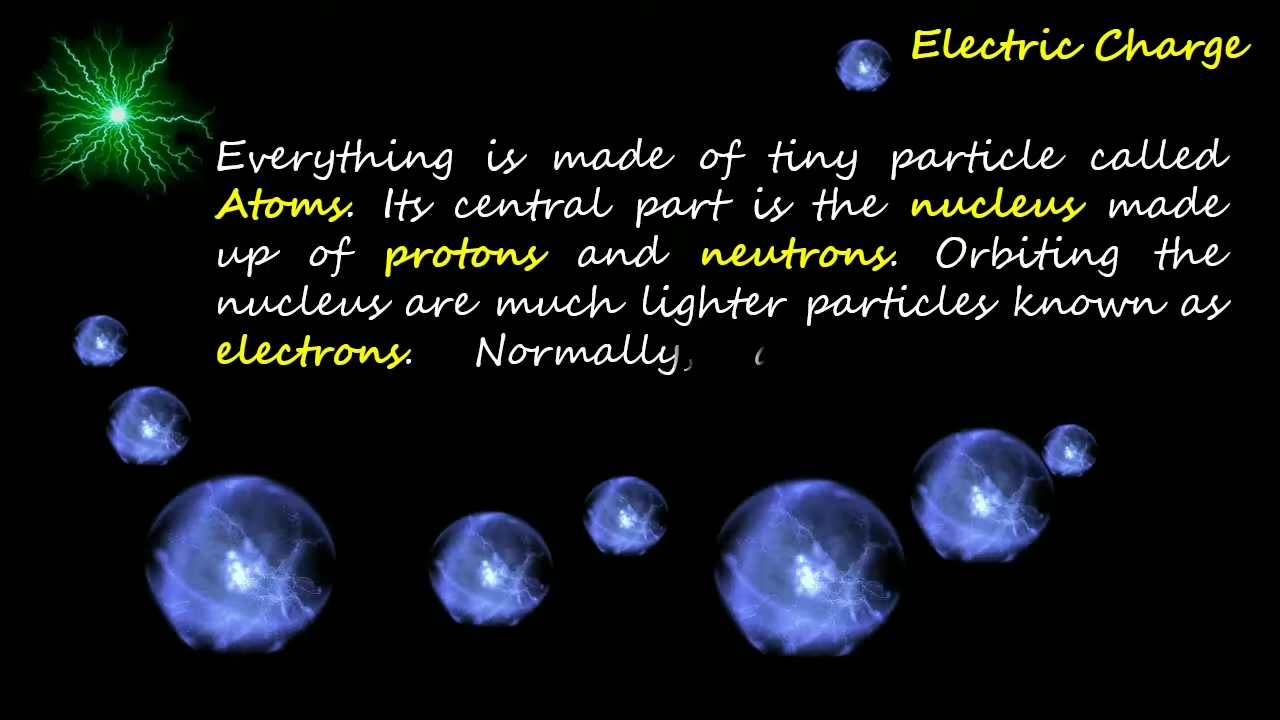 Electric Charge
Everything is made of tiny particle called
Atoms. Its central part is the nucleus made
up of protons and neutrons. Orbiting the
nucleus are much lighter particles known as
electrons. Normally,